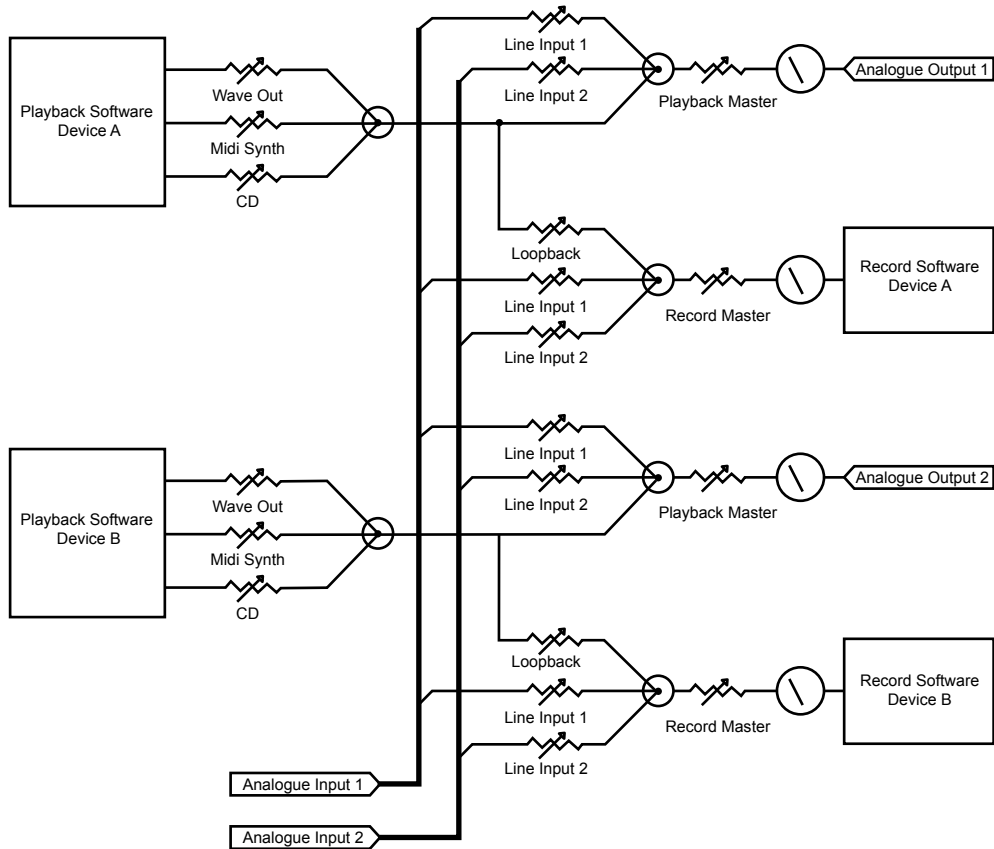 Line Input 1
Line Input 2
Playback Master
Analogue Output 1
Playback Software
Device A
Wave Out
Midi Synth
CD
Loopback
Line Input 1
Line Input 2
Record Master
Record Software
Device A
Line Input 1
Line Input 2
Playback Master
Analogue Output 2
Playback Software
Device B
Wave Out
Midi Synth
CD
Loopback
Line Input 1
Line Input 2
Record Master
Record Software
Device B
Analogue Input 1
Analogue Input 2